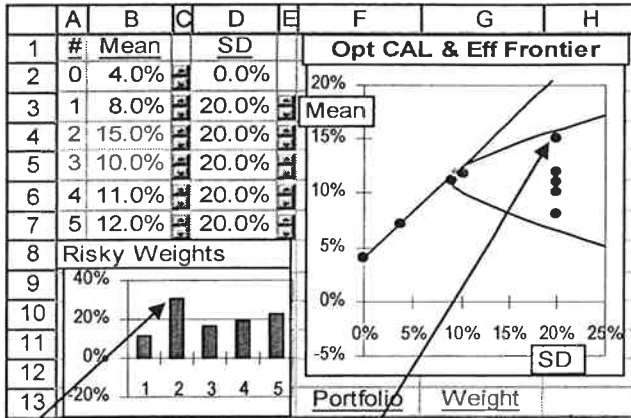 A B C D E F G H
1 # Mean SD Opt CAL & Eff Frontier
2 0 4.0% 0.0%
3 1 8.0% 20.0%
4 2 15.0% 20.0%
5 3 10.0% 20.0%
6 4 11.0% 20.0%
7 5 12.0% 20.0%
8 Risky Weights
9
10
11
12
13 Portfolio Weight
40%
20%
0%
-20%
1 2 3 4 5
20%
Mean
15%
10%
5%
0%
0% 5% 10% 15% 20% 25%
-5%
SD